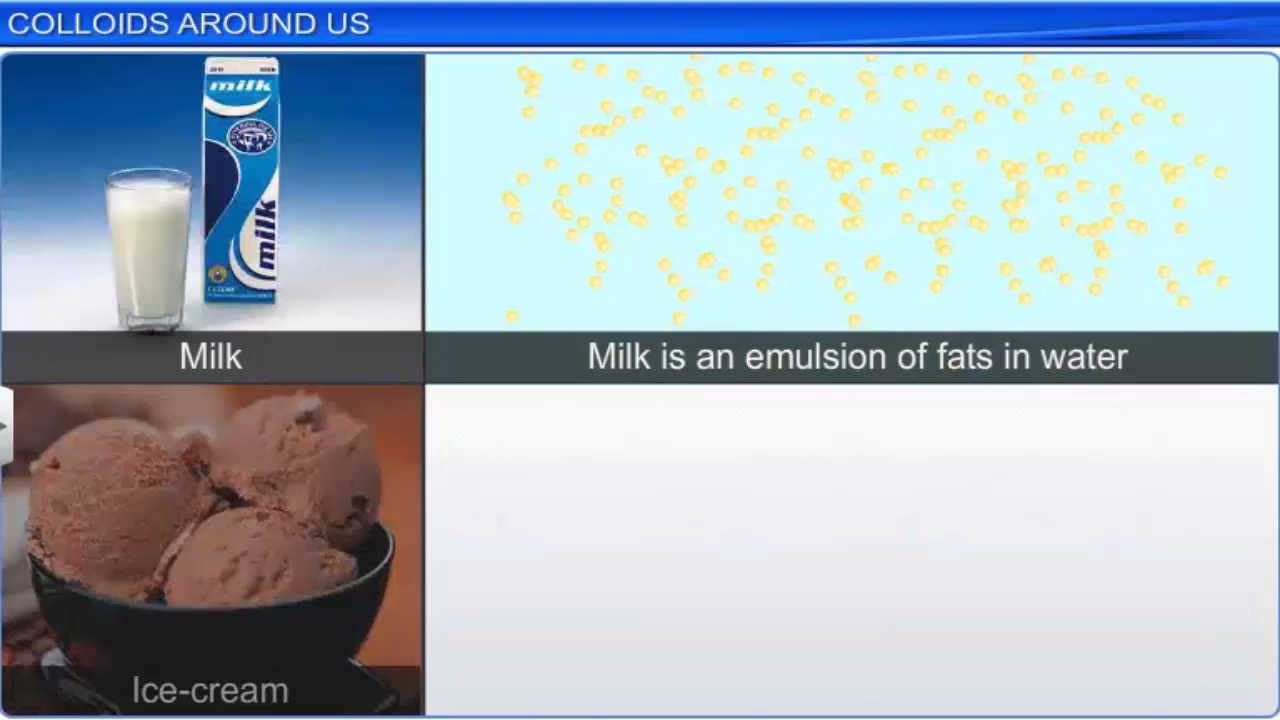 COLLOIDS AROUND US
milk
milk
Milk
Milk is an emulsion of fats in water
Ice-cream